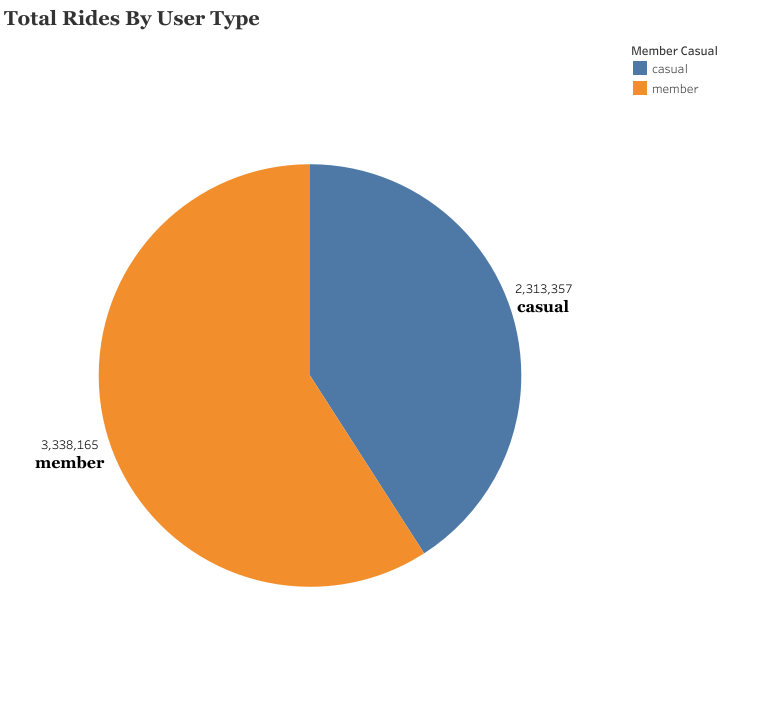 Total Rides By User Type
Member Casual
casual
member
2,313,357
casual
3,338,165
member